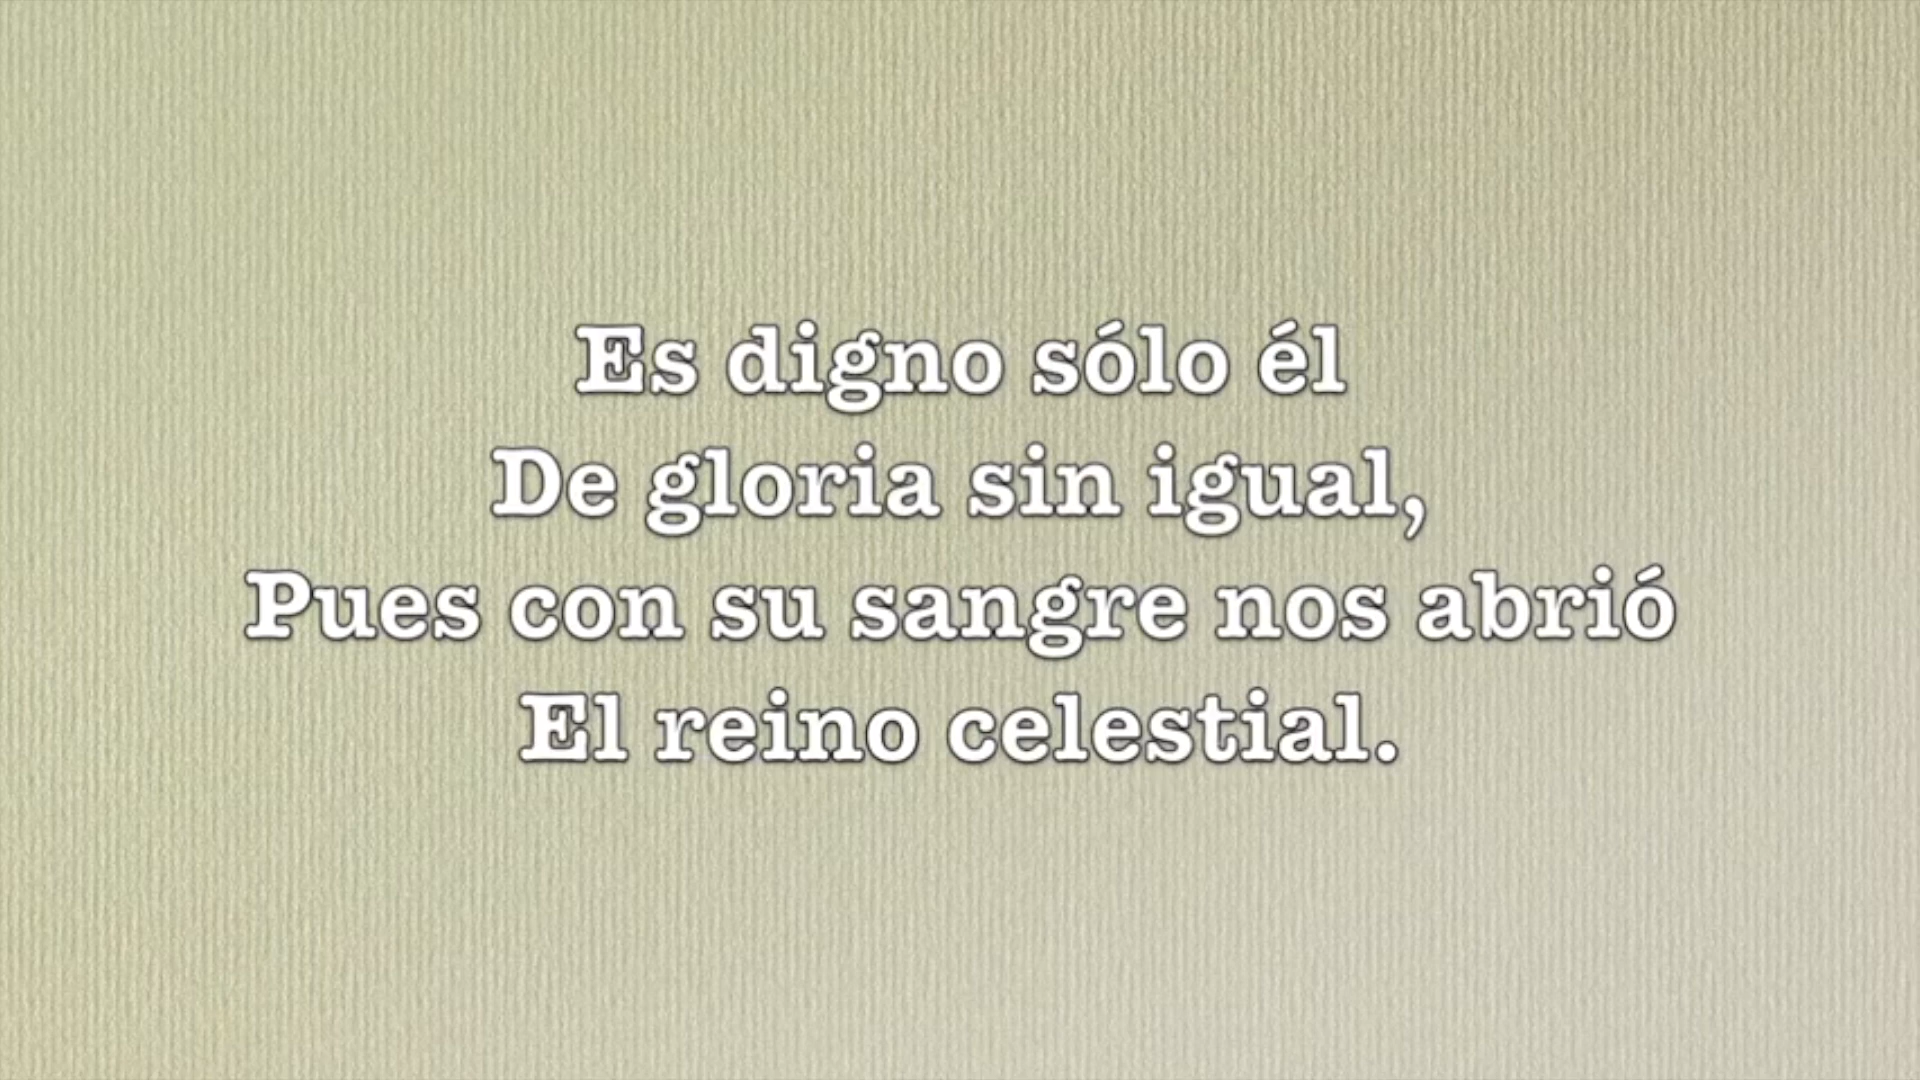 Es digno sólo él
De gloria sin igual,
Pues con su sangre nos abrió
El reino celestial.